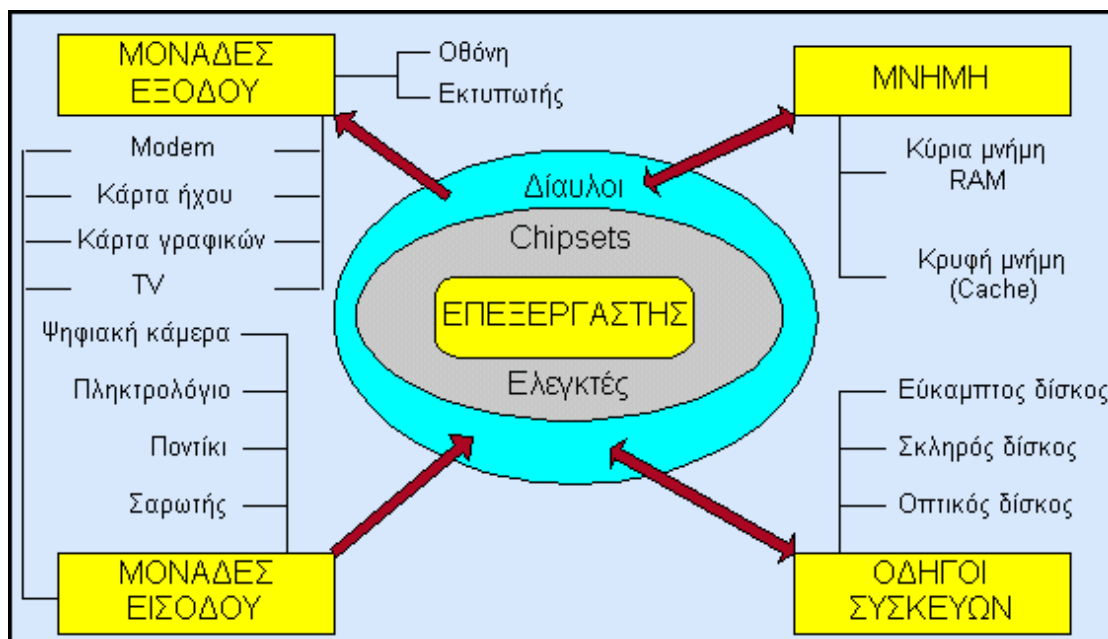 ΜΟΝΑΔΕΣ
ΕΞΟΔΟΥ
Οθόνη
Εκτυπωτής
ΜΝΗΜΗ
Modem
Κάρτα ήχου
Κάρτα γραφικών
TV
Κύρια μνήμη
RAM
Κρυφή μνήμη
(Cache)
Δίαυλοι
Chipsets
ΕΠΕΞΕΡΓΑΣΤΗΣ
Ελεγκτές
Ψηφιακή κάμερα
Πληκτρολόγιο
Ποντίκι
Σαρωτής
ΜΟΝΑΔΕΣ
ΕΙΣΟΔΟΥ
Εύκαμπτος δίσκος
Σκληρός δίσκος
Οπτικός δίσκος
ΟΔΗΓΟΙ
ΣΥΣΚΕΥΩΝ